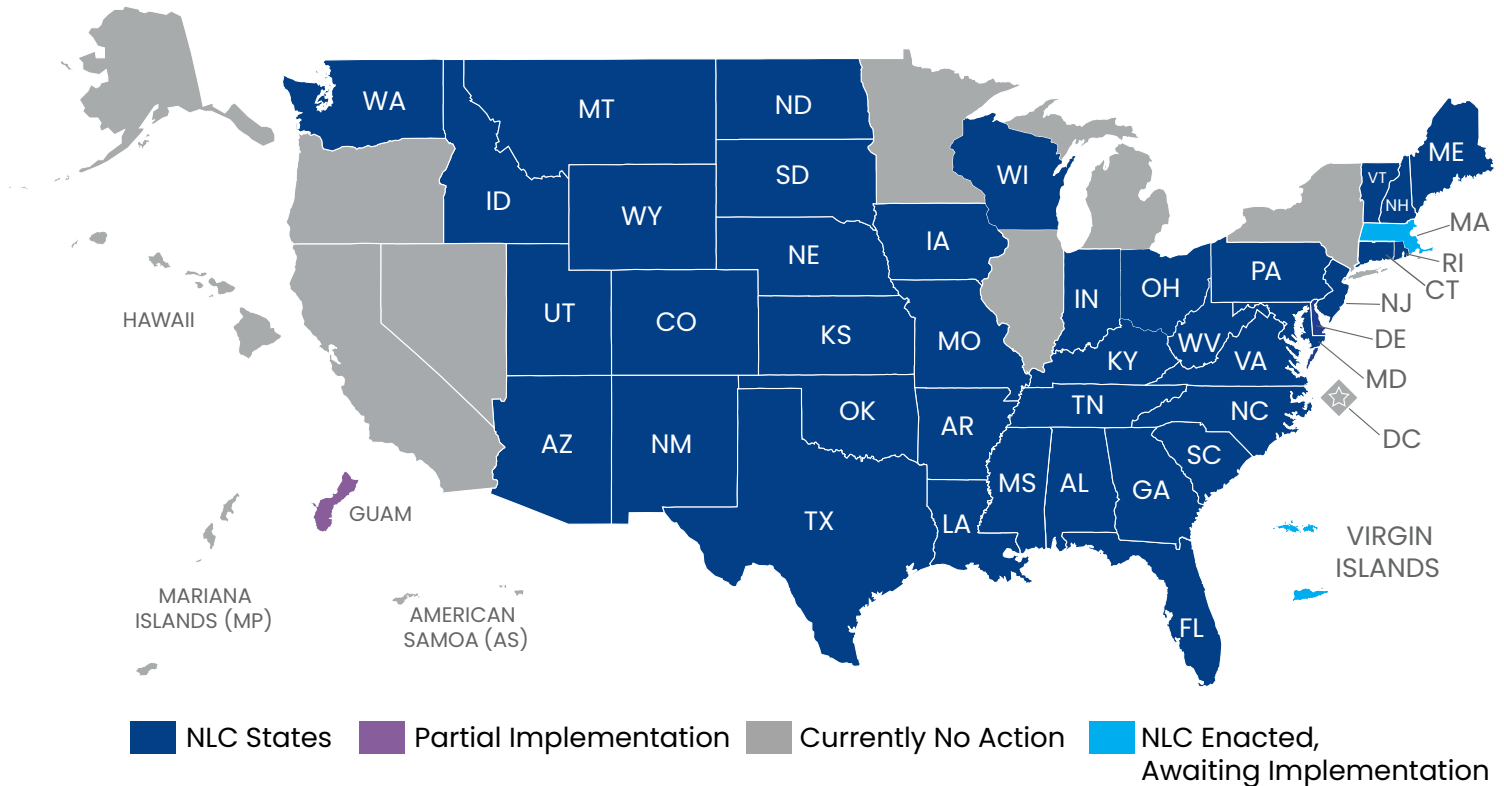 WA
MT
ND
ME
VT
SD
WI
ID
NH
WY
MA
IA
NE
RI
PA
OH
CT
IN
NJ
UT
CO
HAWAII
KS
MO
DE
WV
KY
VA
MD
TN
OK
NC
AR
DC
AZ
NM
SC
MS
AL
GA
GUAM
TX
LA
VIRGIN
ISLANDS
MARIANA
ISLANDS (MP)
AMERICAN
SAMOA (AS)
FL
NLC States
Partial Implementation
Currently No Action
NLC Enacted,
Awaiting Implementation